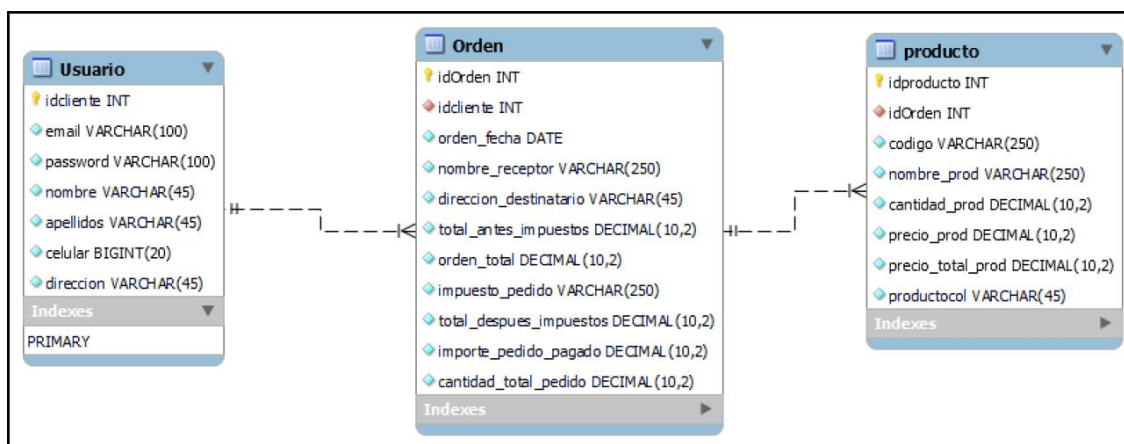 Usuario
idcliente INT
email VARCHAR(100)
password VARCHAR(100)
nombre VARCHAR(45)
apellidos VARCHAR(45)
celular BIGINT(20)
direccion VARCHAR(45)
Indexes
PRIMARY
Orden
idOrden INT
idcliente INT
orden_fecha DATE
nombre_receptor VARCHAR(250)
direccion_destinatario VARCHAR(45)
total_antes_impuestos DECIMAL(10,2)
orden_total DECIMAL(10,2)
impuesto_pedido VARCHAR(250)
total_despues_impuestos DECIMAL(10,2)
importe_pedido_pagado DECIMAL(10,2)
cantidad_total_pedido DECIMAL(10,2)
Indexes
producto
idproducto INT
idOrden INT
codigo VARCHAR(250)
nombre_prod VARCHAR(250)
cantidad_prod DECIMAL(10,2)
precio_prod DECIMAL(10,2)
precio_total_prod DECIMAL(10,2)
productocol VARCHAR(45)
Indexes